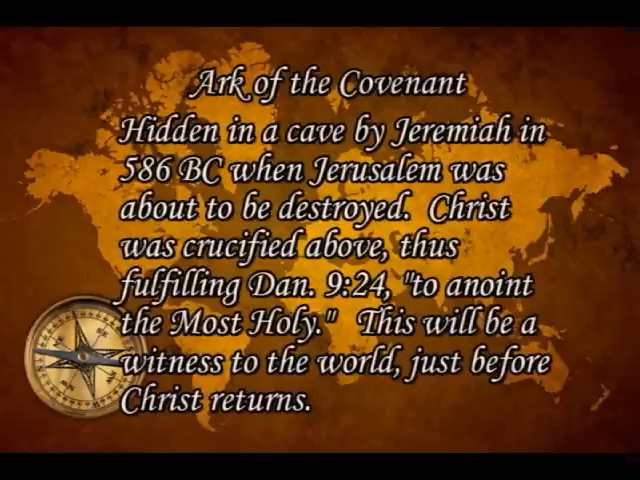 Ark of the Covenant
Hidden in a cave by Jeremiah in
586 BC when Jerusalem was
about to be destroyed. Christ
was crucified above, thus
fulfilling Dan. 9:24, "to anoint
the Most Holy." This will be a
witness to the world, just before
Christ returns.